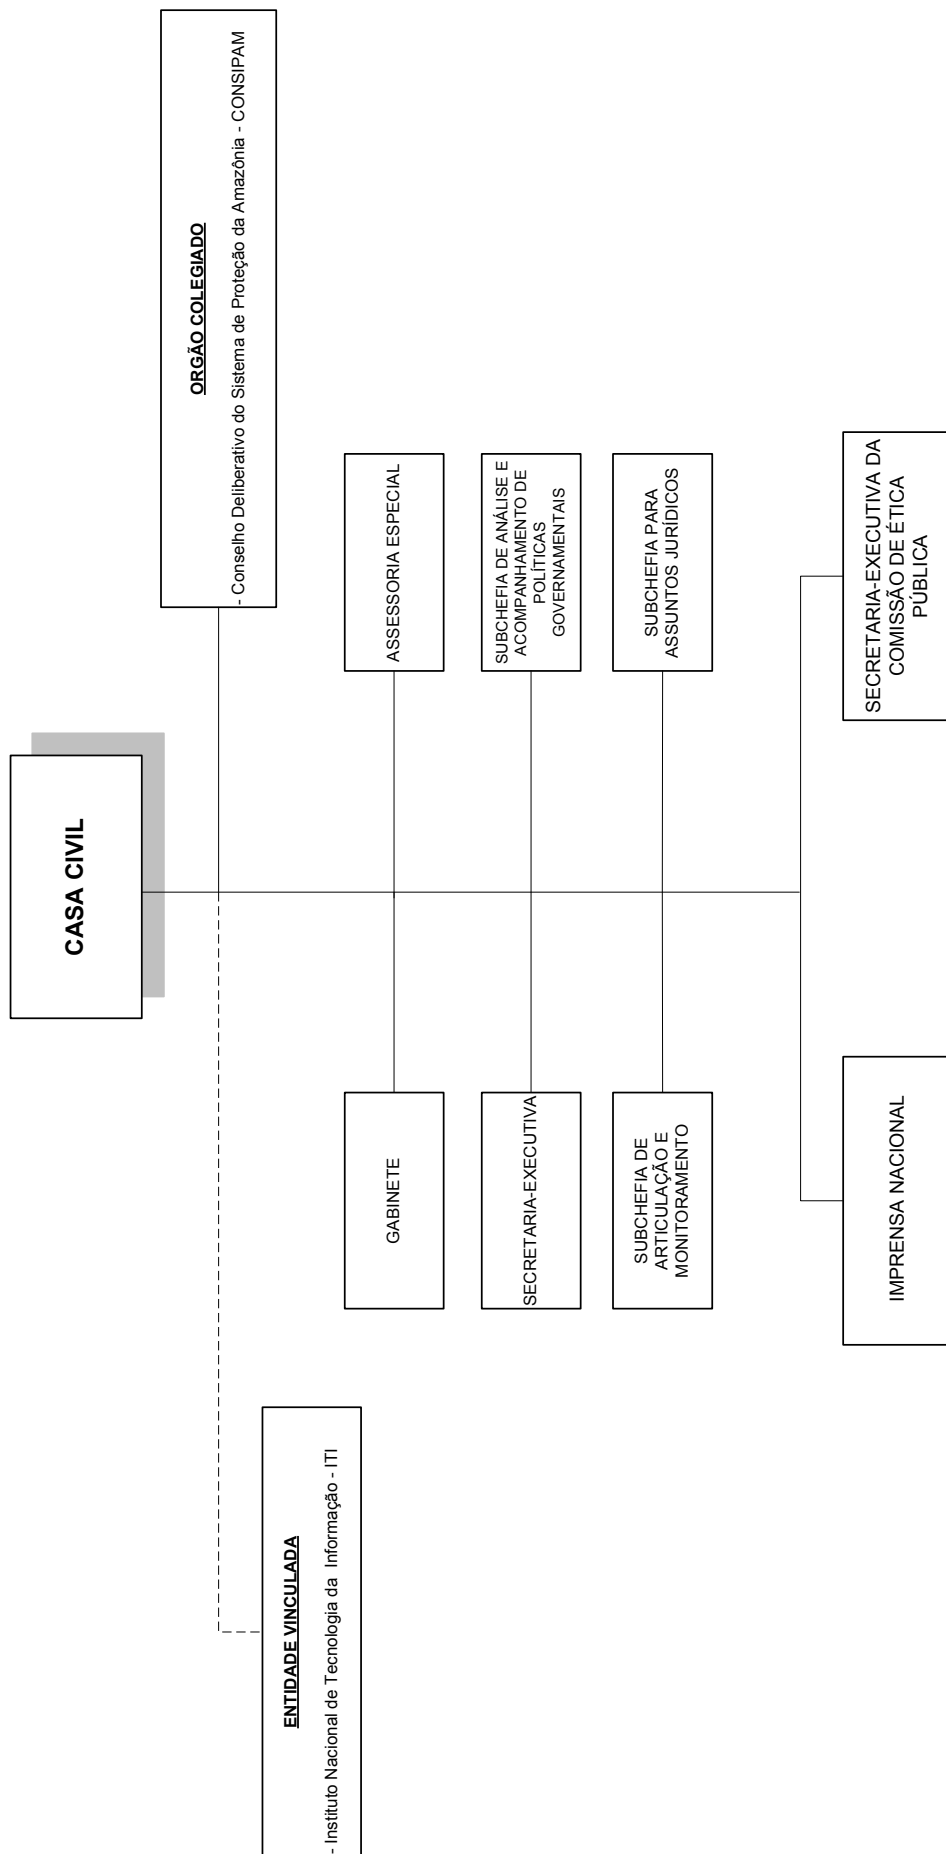 CASA CIVIL
ORGÃO COLEGIADO
- Conselho Deliberativo do Sistema de Proteção da Amazônia - CONSIPAM
ENTIDADE VINCULADA
- Instituto Nacional de Tecnologia da Informação - ITI
GABINETE
ASSESSORIA ESPECIAL
SECRETARIA-EXECUTIVA
SUBCHEFIA DE ANÁLISE E
ACOMPANHAMENTO DE
POLÍTICAS
GOVERNAMENTAIS
SUBCHEFIA DE
ARTICULAÇÃO E
MONITORAMENTO
SUBCHEFIA PARA
ASSUNTOS JURÍDICOS
IMPRENSA NACIONAL
SECRETARIA-EXECUTIVA DA
COMISSÃO DE ÉTICA
PÚBLICA